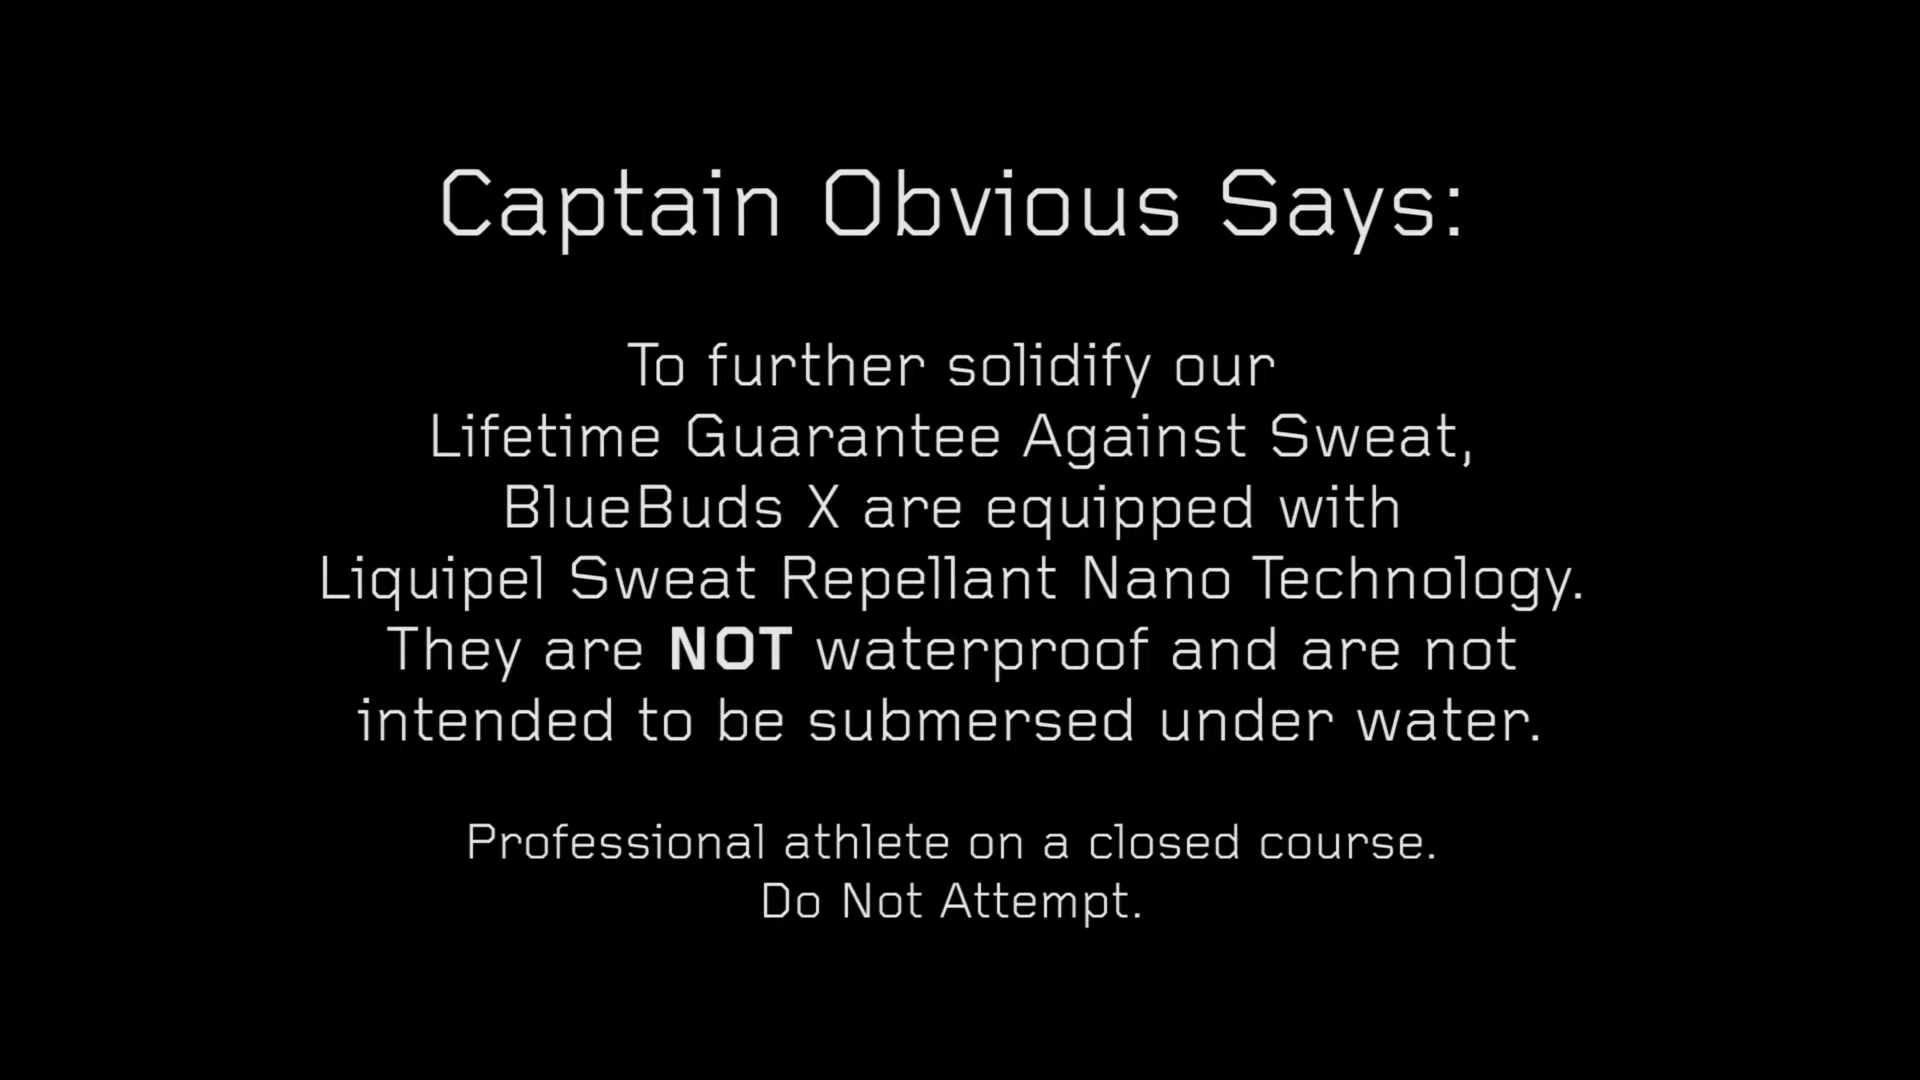 Captain Obvious Says:
To further solidify our
Lifetime Guarantee Against Sweat,
BlueBuds X are equipped with
Liquipel Sweat Repellant Nano Technology.
They are NOT waterproof and are not
intended to be submersed under water.
Professional athlete on a closed course.
Do Not Attempt.